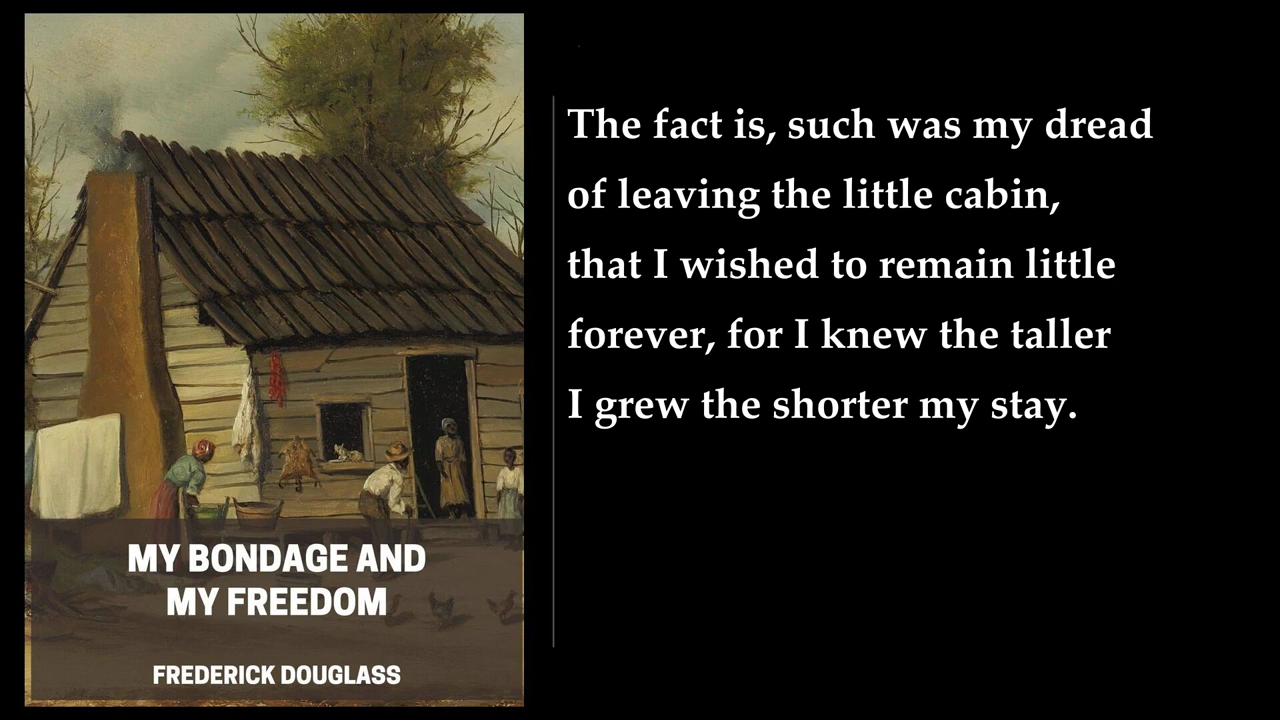 The fact is, such was my dread
of leaving the little cabin,
that I wished to remain little
forever, for I knew the taller
I grew the shorter my stay.
MY BONDAGE AND
MY FREEDOM
FREDERICK DOUGLASS